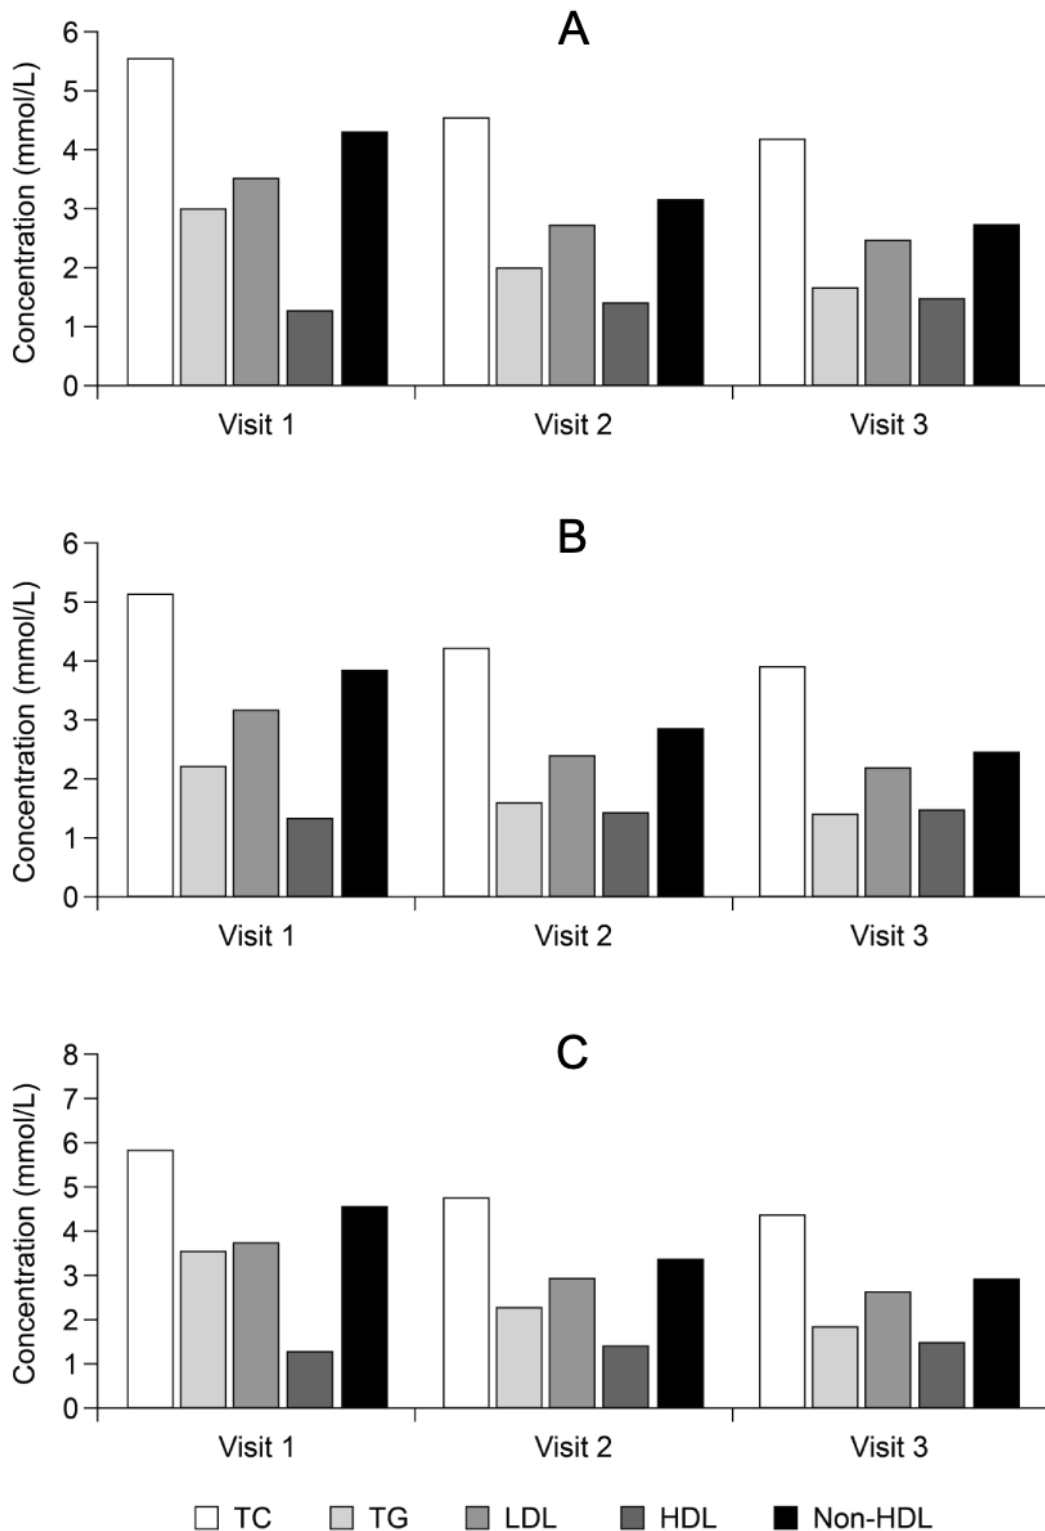 A
Concentration (mmol/L)
6
5
4
3
2
1
0
Visit 1 Visit 2 Visit 3
B
Concentration (mmol/L)
6
5
4
3
2
1
0
Visit 1 Visit 2 Visit 3
C
Concentration (mmol/L)
8
7
6
5
4
3
2
1
0
Visit 1 Visit 2 Visit 3
TC TG LDL HDL Non-HDL